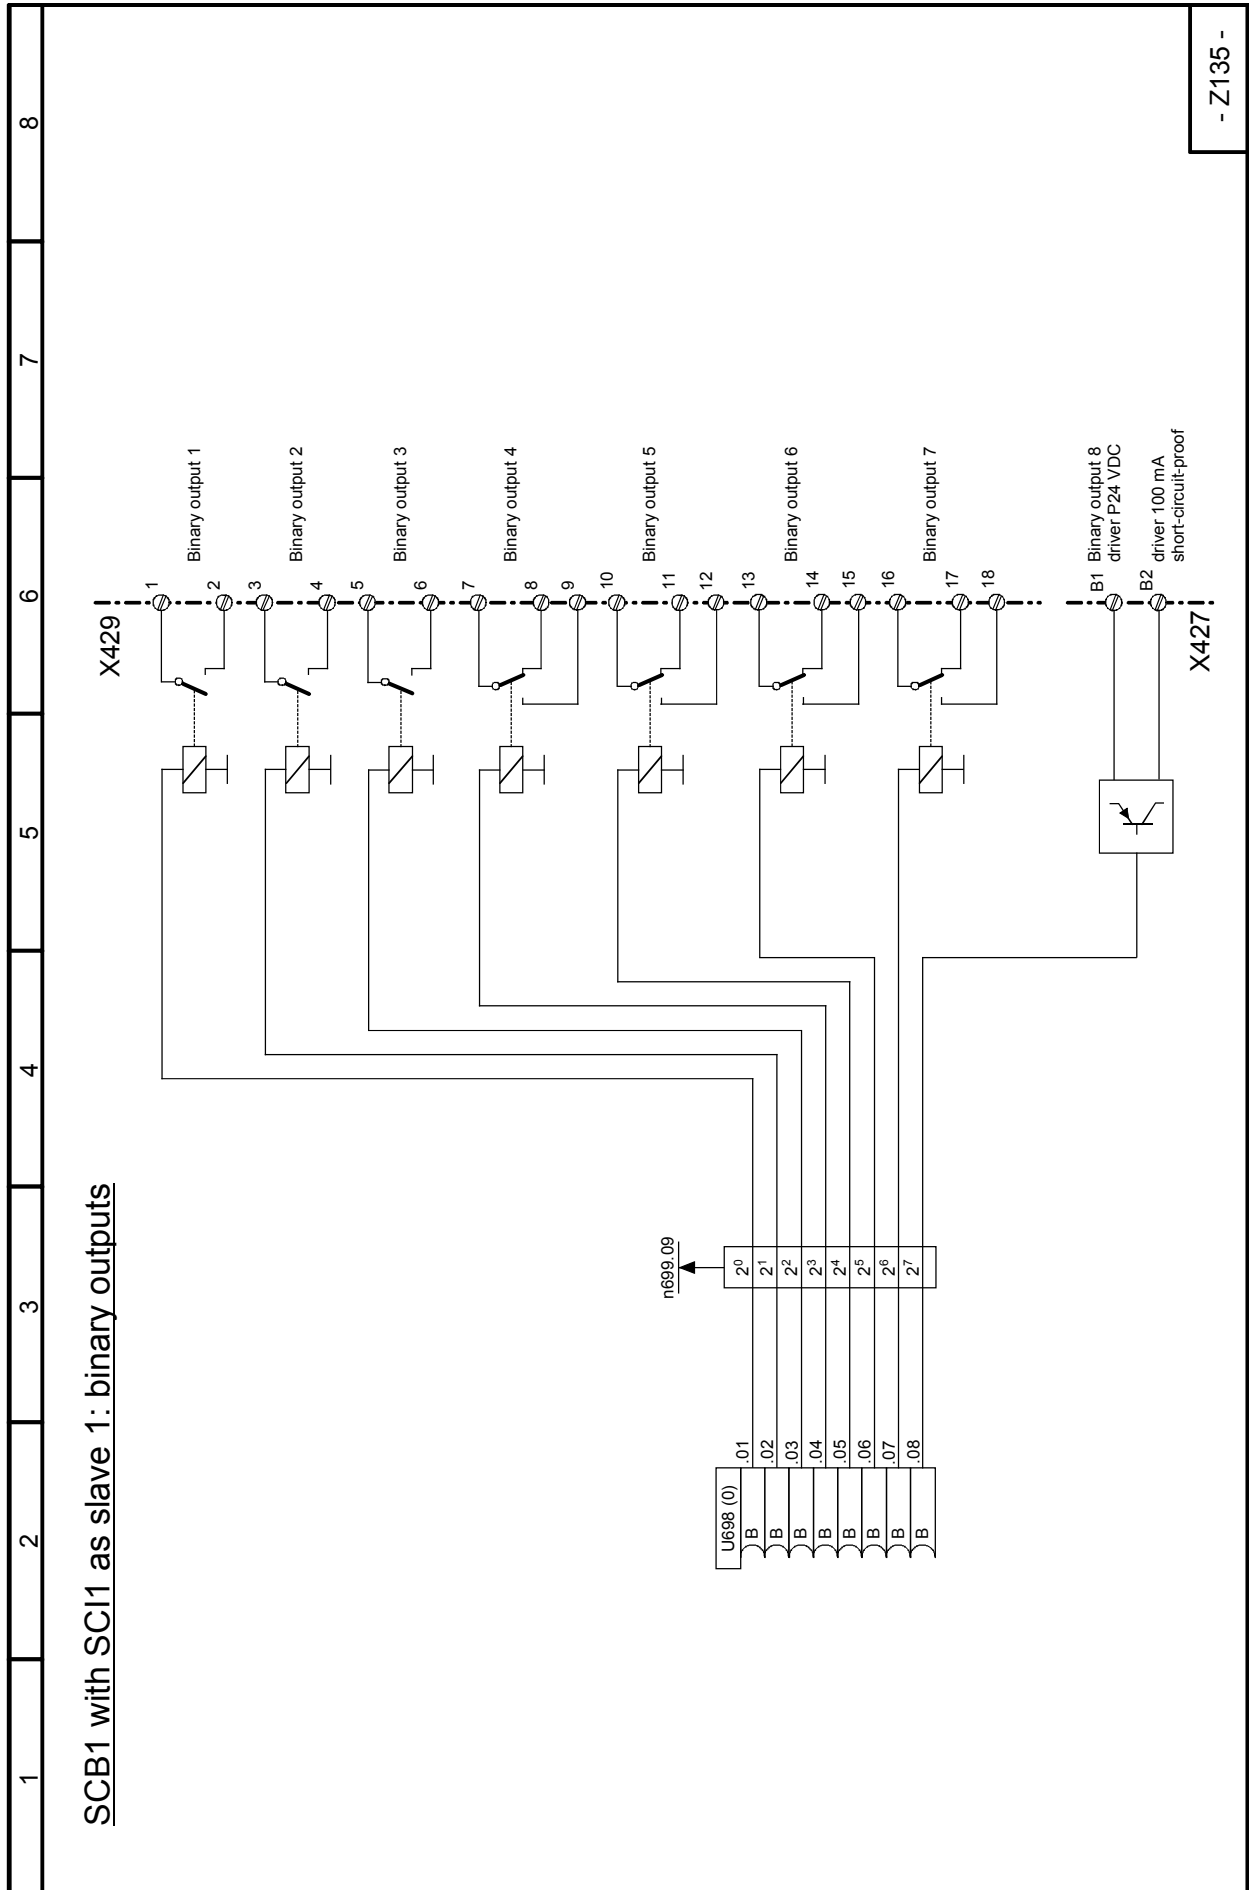 1 2 3 4 5 6 7 8
SCB1 with SCI1 as slave 1: binary outputs
X429
1
Binary output 1
2
3
Binary output 2
4
5
Binary output 3
6
7
Binary output 4
8
9
10
Binary output 5
11
12
13
Binary output 6
14
15
16
Binary output 7
17
18
n699.09
U698 (0)
B .01 2⁰
B .02 2¹
B .03 2²
B .04 2³
B .05 2⁴
B .06 2⁵
B .07 2⁶
B .08 2⁷
B1 Binary output 8
driver P24 VDC
B2 driver 100 mA
short-circuit-proof
X427
- Z135 -